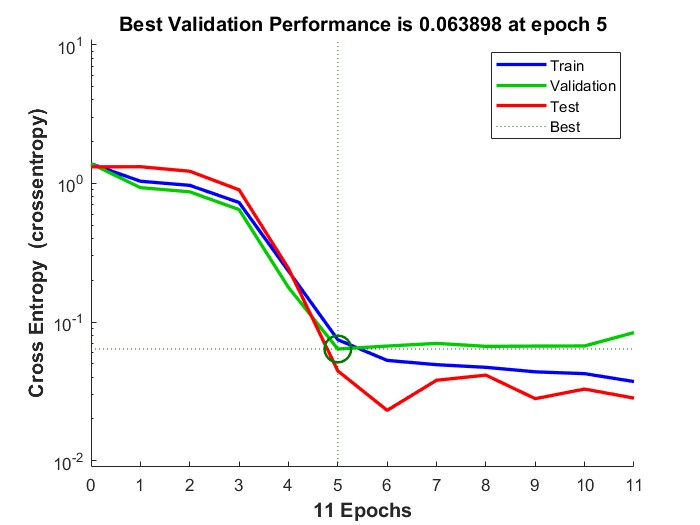 Best Validation Performance is 0.063898 at epoch 5
Cross Entropy (crossentropy)
10^1
10^0
10^-1
10^-2
Train
Validation
Test
Best
0 1 2 3 4 5 6 7 8 9 10 11
11 Epochs